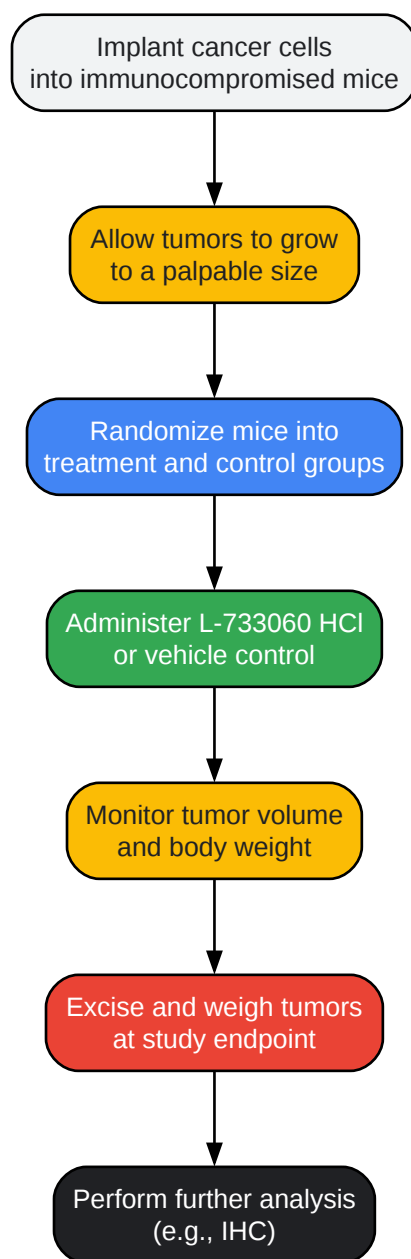 Implant cancer cells
into immunocompromised mice
Allow tumors to grow
to a palpable size
Randomize mice into
treatment and control groups
Administer L-733060 HCl
or vehicle control
Monitor tumor volume
and body weight
Excise and weigh tumors
at study endpoint
Perform further analysis
(e.g., IHC)